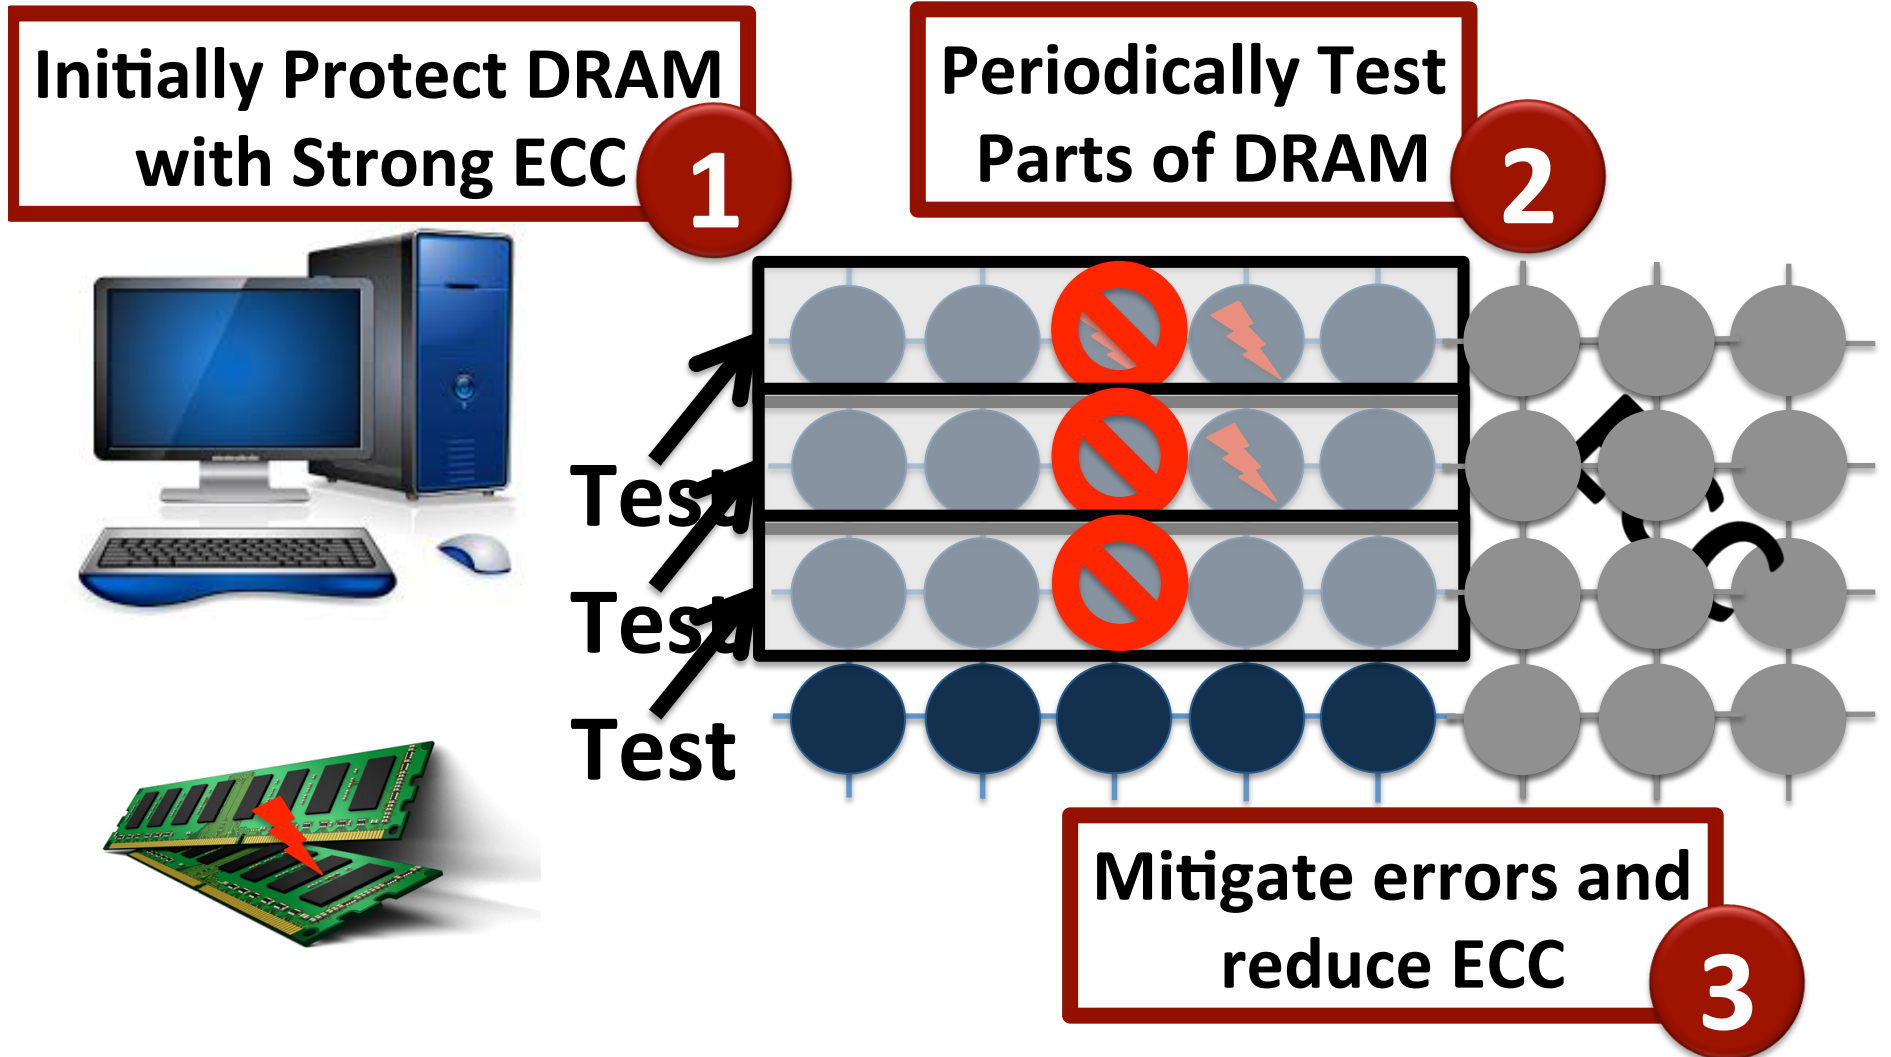 Initially Protect DRAM
with Strong ECC
1
Periodically Test
Parts of DRAM
2
Test
Test
Test
Mitigate errors and
reduce ECC
3